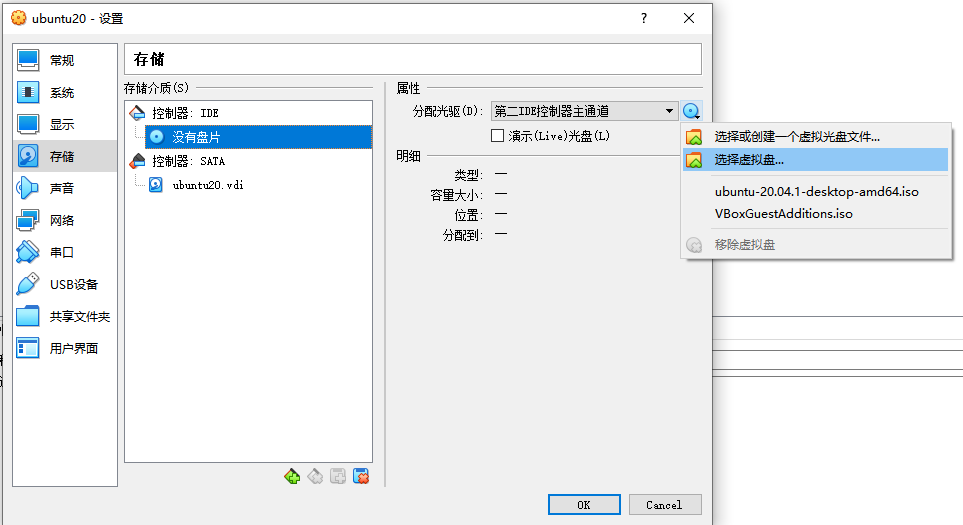 ubuntu20 - 设置
?
常规
系统
显示
存储
声音
网络
串口
USB设备
共享文件夹
用户界面
存储
存储介质(S)
控制器: IDE
没有盘片
控制器: SATA
ubuntu20.vdi
属性
分配光驱(D): 第二IDE控制器主通道
演示(Live)光盘(L)
明细
类型: —
容量大小: —
位置: —
分配到: —
选择或创建一个虚拟光盘文件...
选择虚拟盘...
ubuntu-20.04.1-desktop-amd64.iso
VBoxGuestAdditions.iso
移除虚拟盘
OK
Cancel